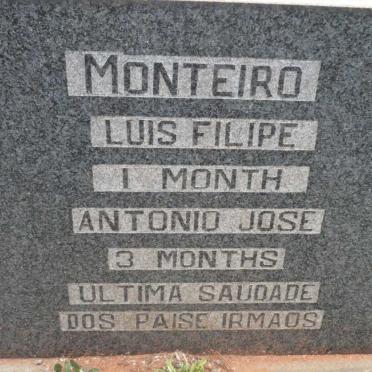 MONTEIRO
LUIS FILIPE
1 MONTH
ANTONIO JOSE
3 MONTHS
ULTIMA SAUDADE
DOS PAISE IRMAOS